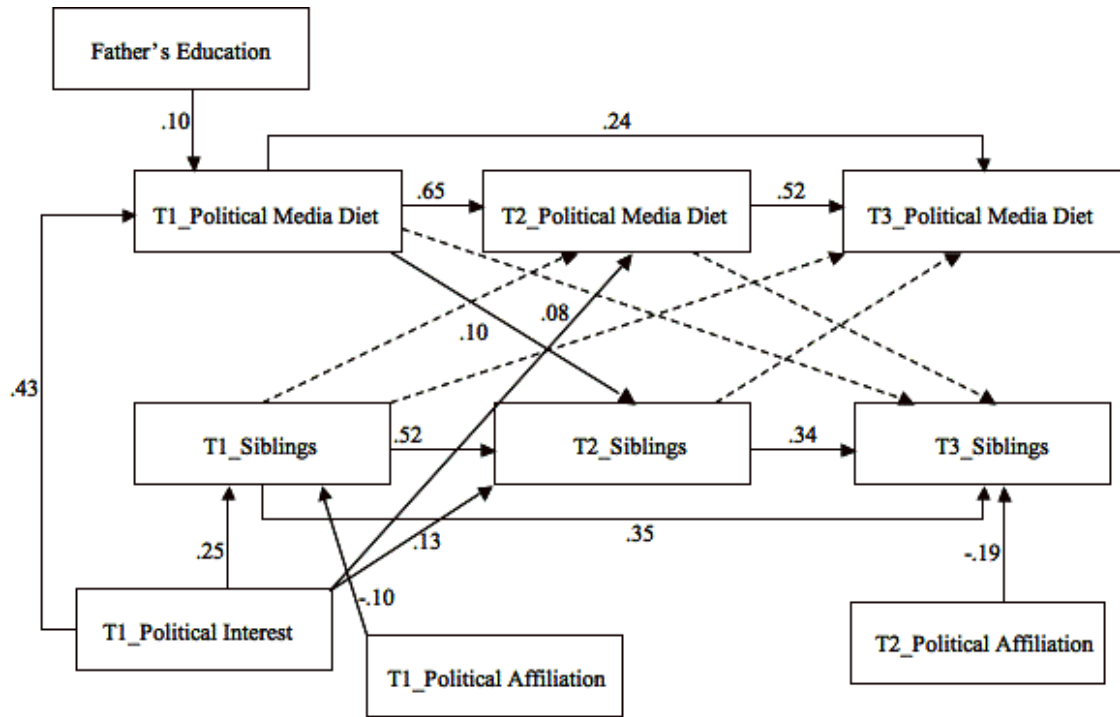 Father’s Education
.10
.24
T1_Political Media Diet
.65
T2_Political Media Diet
.52
T3_Political Media Diet
.43
.10
.08
T1_Siblings
.52
T2_Siblings
.34
T3_Siblings
.25
.13
.35
-.19
-.10
T1_Political Interest
T1_Political Affiliation
T2_Political Affiliation